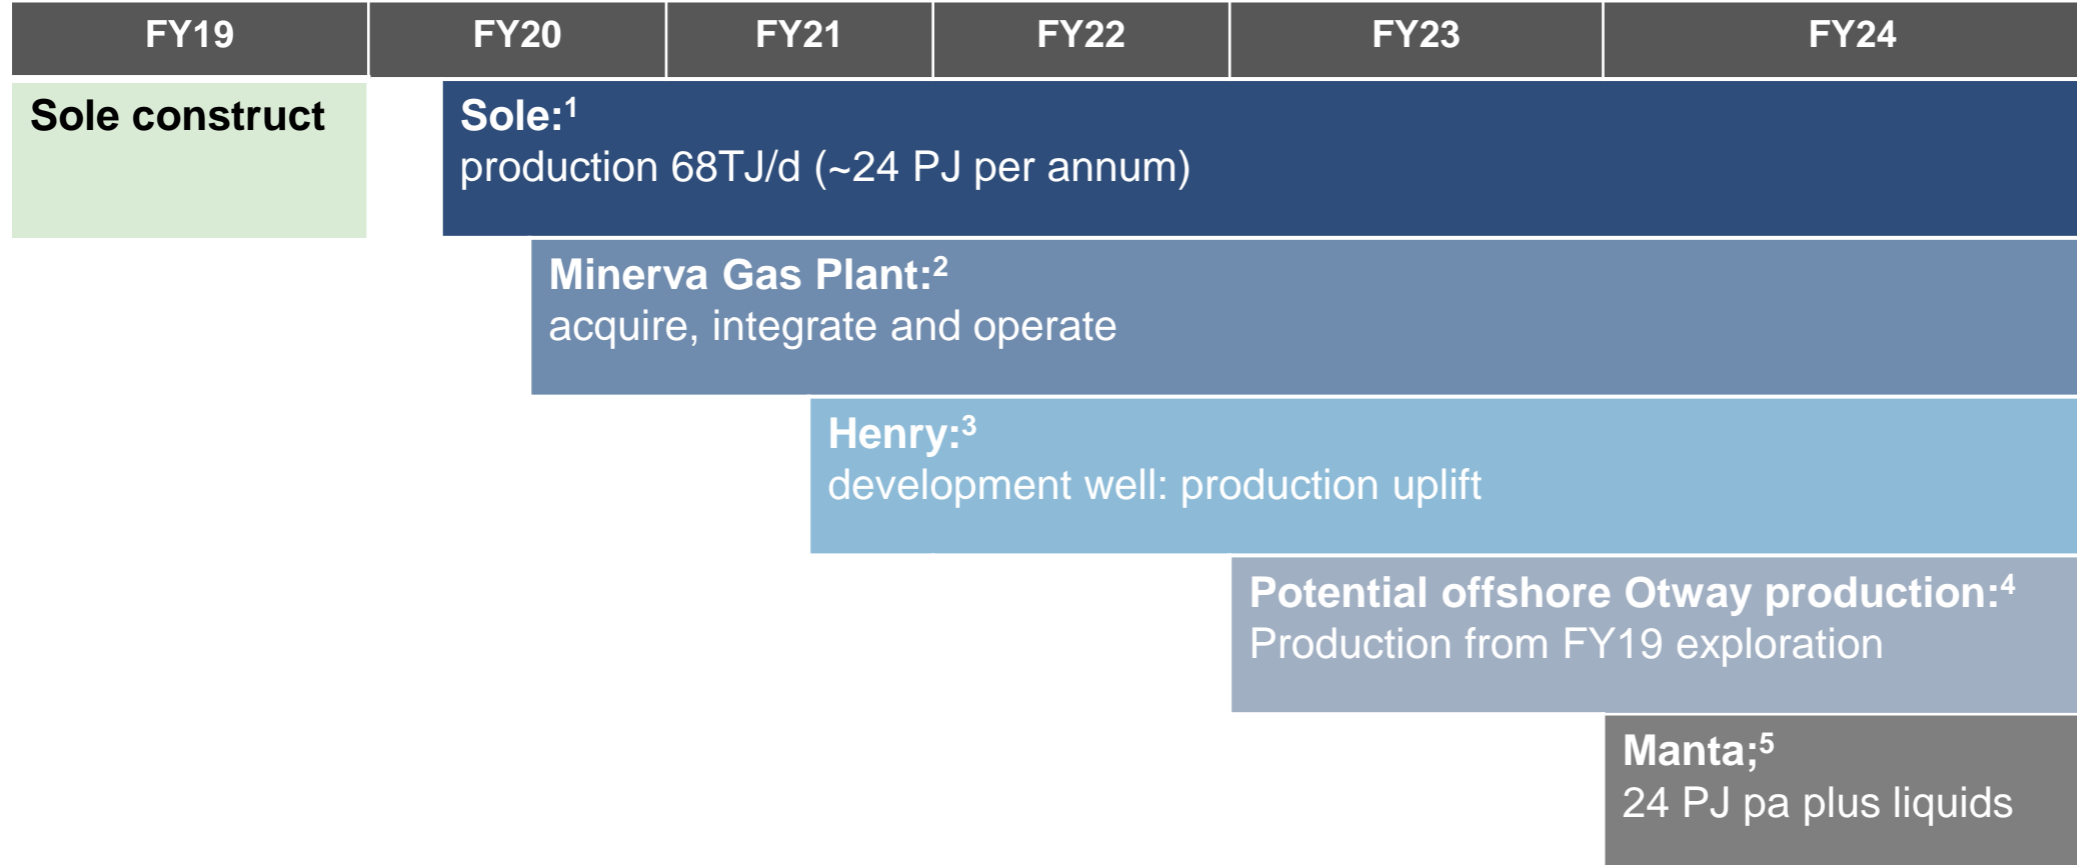 FY19 FY20 FY21 FY22 FY23 FY24
Sole construct
Sole:¹
production 68TJ/d (~24 PJ per annum)
Minerva Gas Plant:²
acquire, integrate and operate
Henry:³
development well: production uplift
Potential offshore Otway production:⁴
Production from FY19 exploration
Manta;⁵
24 PJ pa plus liquids